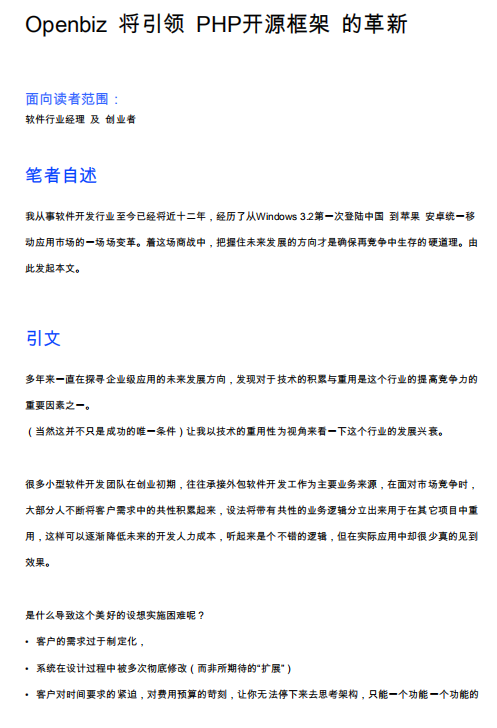 Openbiz 将引领 PHP开源框架 的革新
面向读者范围：
软件行业经理 及 创业者
笔者自述
我从事软件开发行业至今已经将近十二年，经历了从Windows 3.2第一次登陆中国 到苹果 安卓统一移
动应用市场的一场场变革。着这场商战中，把握住未来发展的方向才是确保再竞争中生存的硬道理。由
此发起本文。
引文
多年来一直在探寻企业级应用的未来发展方向，发现对于技术的积累与重用是这个行业的提高竞争力的
重要因素之一。
（当然这并不只是成功的唯一条件）让我以技术的重用性为视角来看一下这个行业的发展兴衰。
很多小型软件开发团队在创业初期，往往承接外包软件开发工作为主要业务来源，在面对市场竞争时，
大部分人不断将客户需求中的共性积累起来，设法将带有共性的业务逻辑分立出来用于在其它项目中重
用，这样可以逐渐降低未来的开发人力成本，听起来是个不错的逻辑，但在实际应用中却很少真的见到
效果。
是什么导致这个美好的设想实施困难呢？
• 客户的需求过于制定化，
• 系统在设计过程中被多次彻底修改（而非所期待的“扩展”）
• 客户对时间要求的紧迫，对费用预算的苛刻，让你无法停下来去思考架构，只能一个功能一个功能的